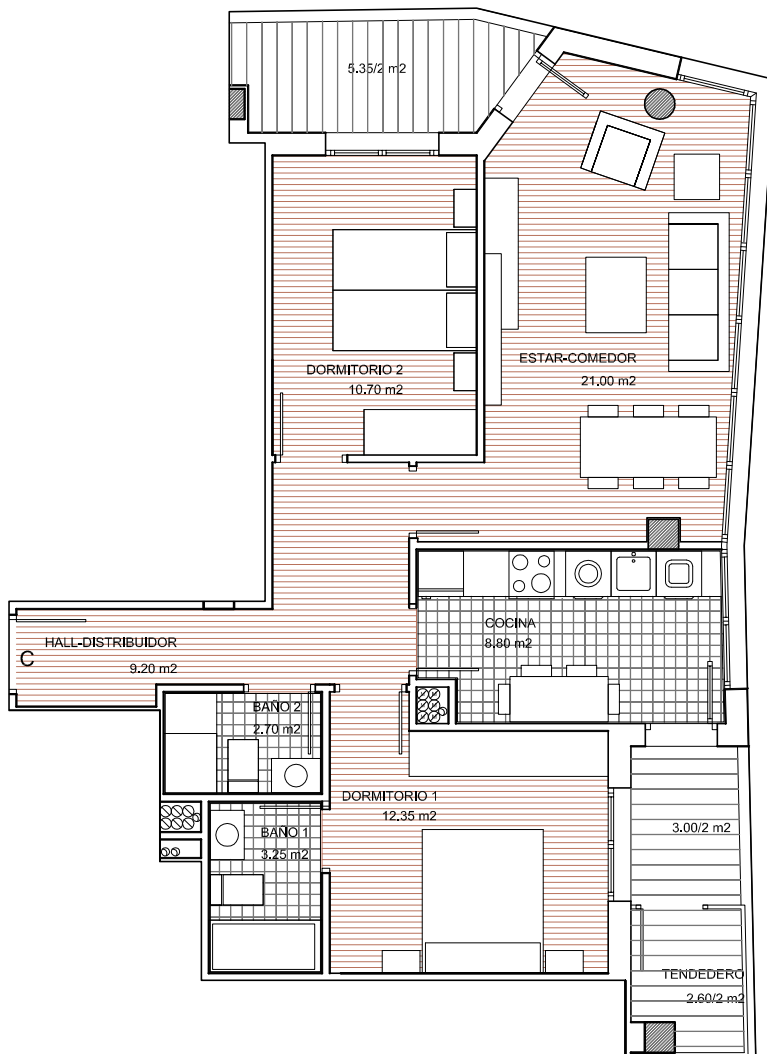 5.35/2 m2
DORMITORIO 2
10.70 m2
ESTAR-COMEDOR
21.00 m2
COCINA
8.80 m2
HALL-DISTRIBUIDOR
C
9.20 m2
BAÑO 2
2.70 m2
DORMITORIO 1
12.35 m2
BAÑO 1
3.25 m2
3.00/2 m2
TENDEDERO
2.60/2 m2